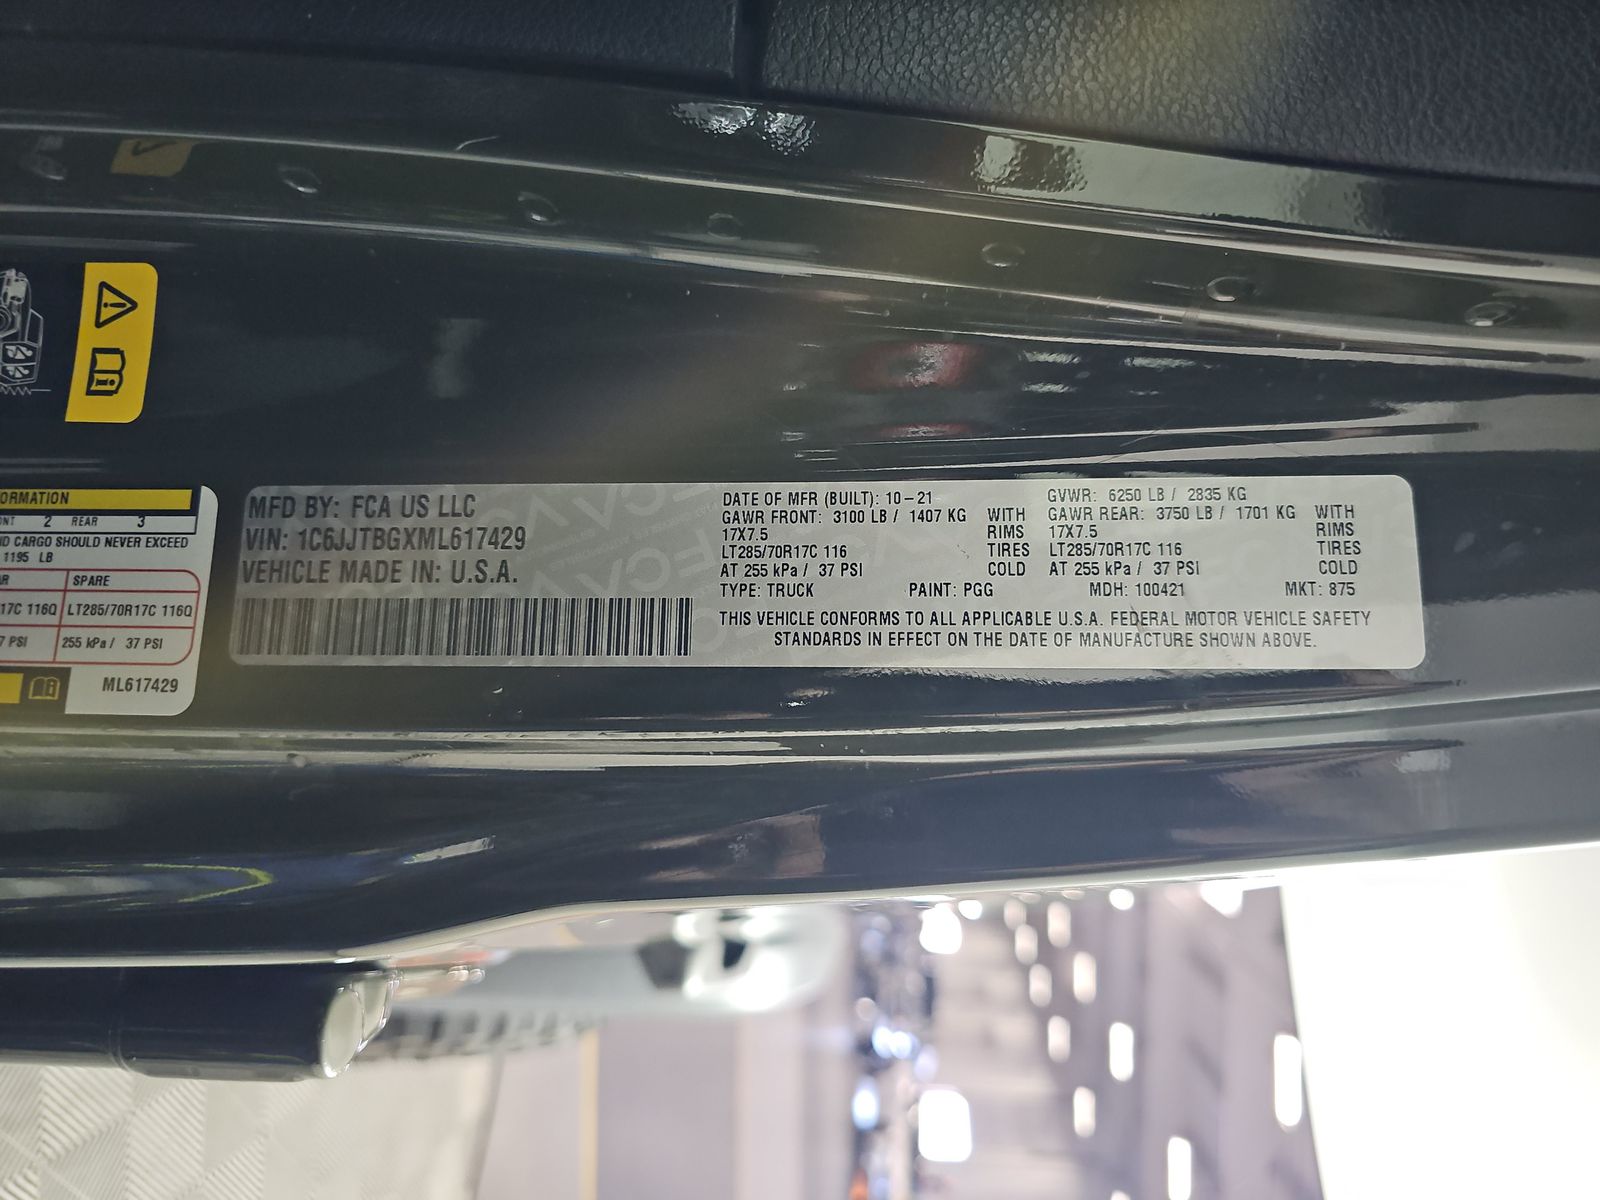 ORMATION
NT 2 REAR 3
D CARGO SHOULD NEVER EXCEED
1195 LB
R SPARE
17C 116Q LT285/70R17C 116Q
7 PSI 255 kPa / 37 PSI
ML617429
MFD BY: FCA US LLC
VIN: 1C6JJTBGXML617429
VEHICLE MADE IN: U.S.A.
DATE OF MFR (BUILT): 10-21 GVWR: 6250 LB / 2835 KG
GAWR FRONT: 3100 LB / 1407 KG WITH GAWR REAR: 3750 LB / 1701 KG WITH
17X7.5 RIMS 17X7.5 RIMS
LT285/70R17C 116 TIRES LT285/70R17C 116 TIRES
AT 255 kPa / 37 PSI COLD AT 255 kPa / 37 PSI COLD
TYPE: TRUCK PAINT: PGG MDH: 100421 MKT: 875
THIS VEHICLE CONFORMS TO ALL APPLICABLE U.S.A. FEDERAL MOTOR VEHICLE SAFETY
STANDARDS IN EFFECT ON THE DATE OF MANUFACTURE SHOWN ABOVE.